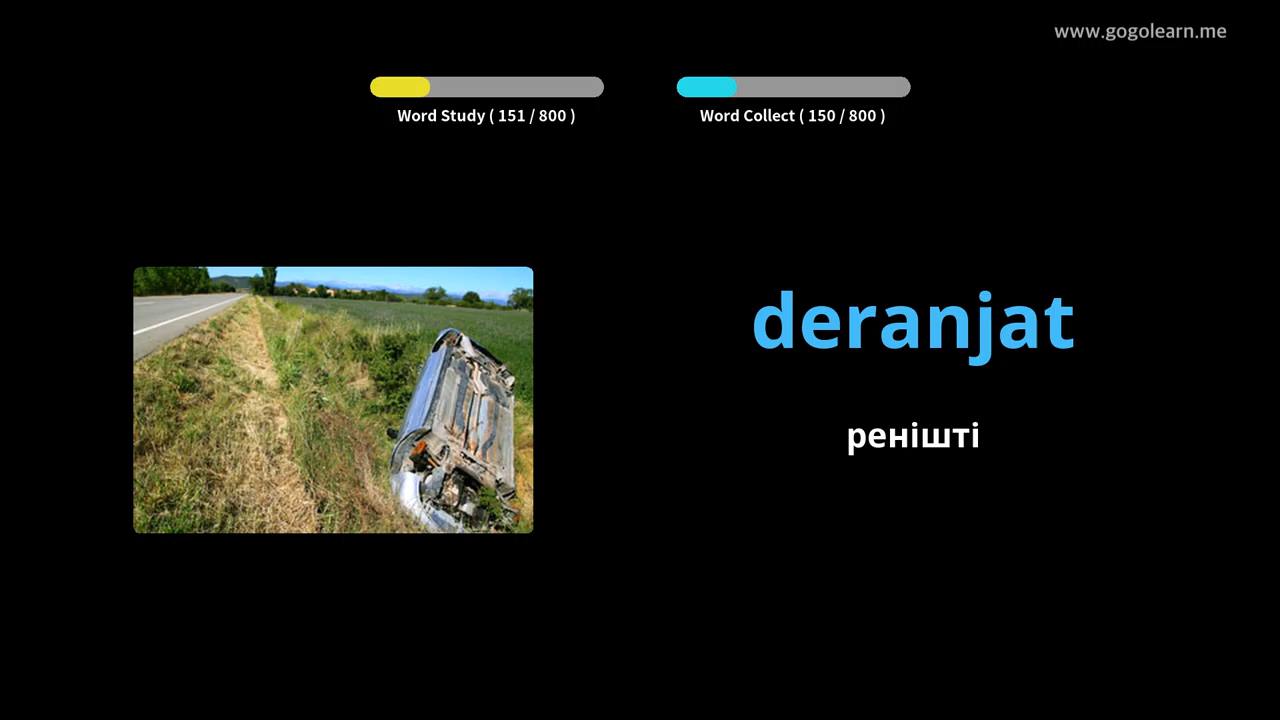 www.gogolearn.me
Word Study ( 151 / 800 )
Word Collect ( 150 / 800 )
deranjat
ренішті